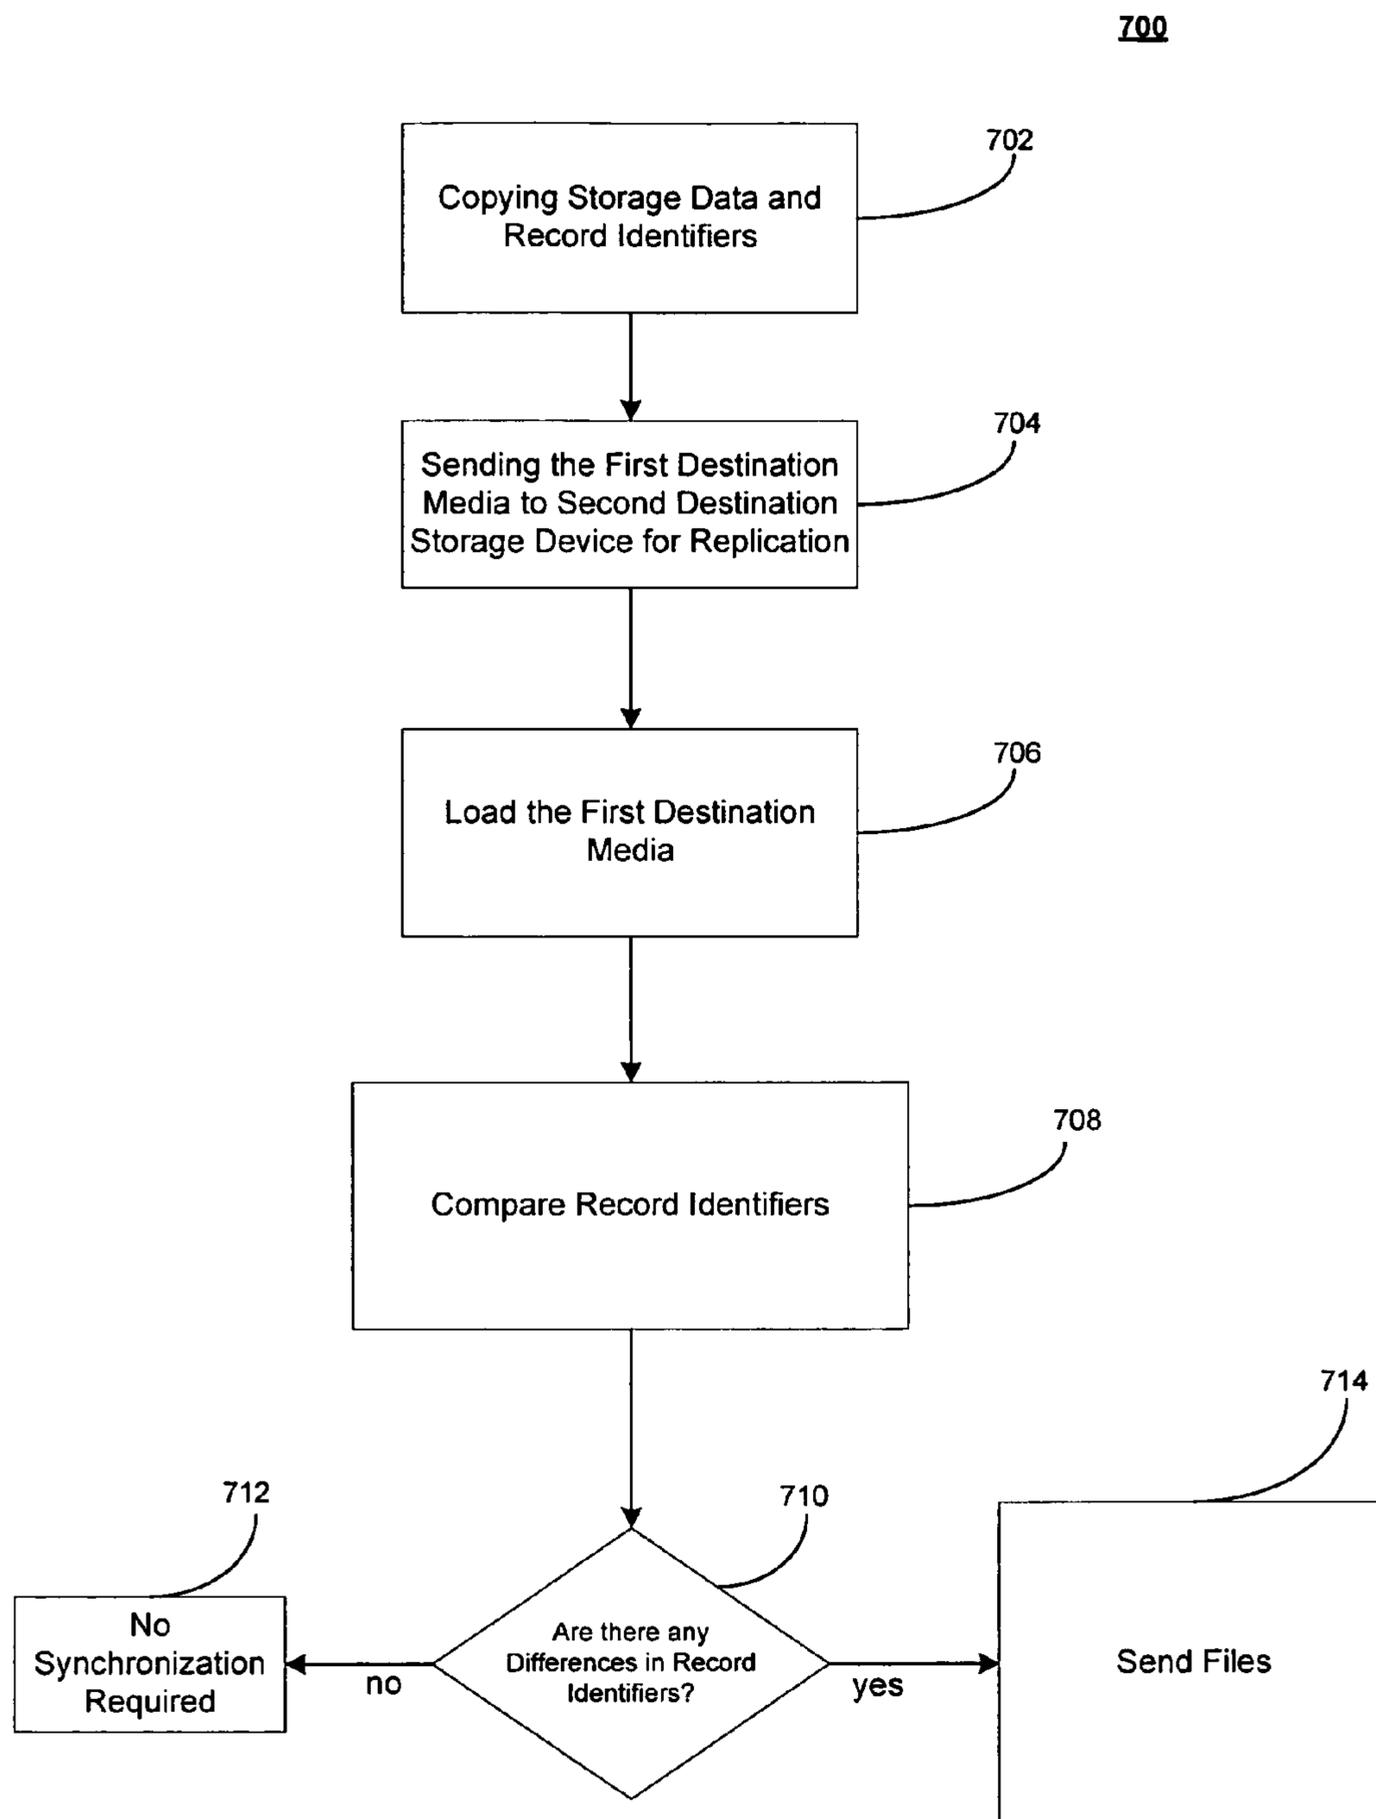 700
702
Copying Storage Data and
Record Identifiers
704
Sending the First Destination
Media to Second Destination
Storage Device for Replication
706
Load the First Destination
Media
708
Compare Record Identifiers
714
712
710
No
Synchronization
Required
no
Are there any
Differences in Record
Identifiers?
yes
Send Files